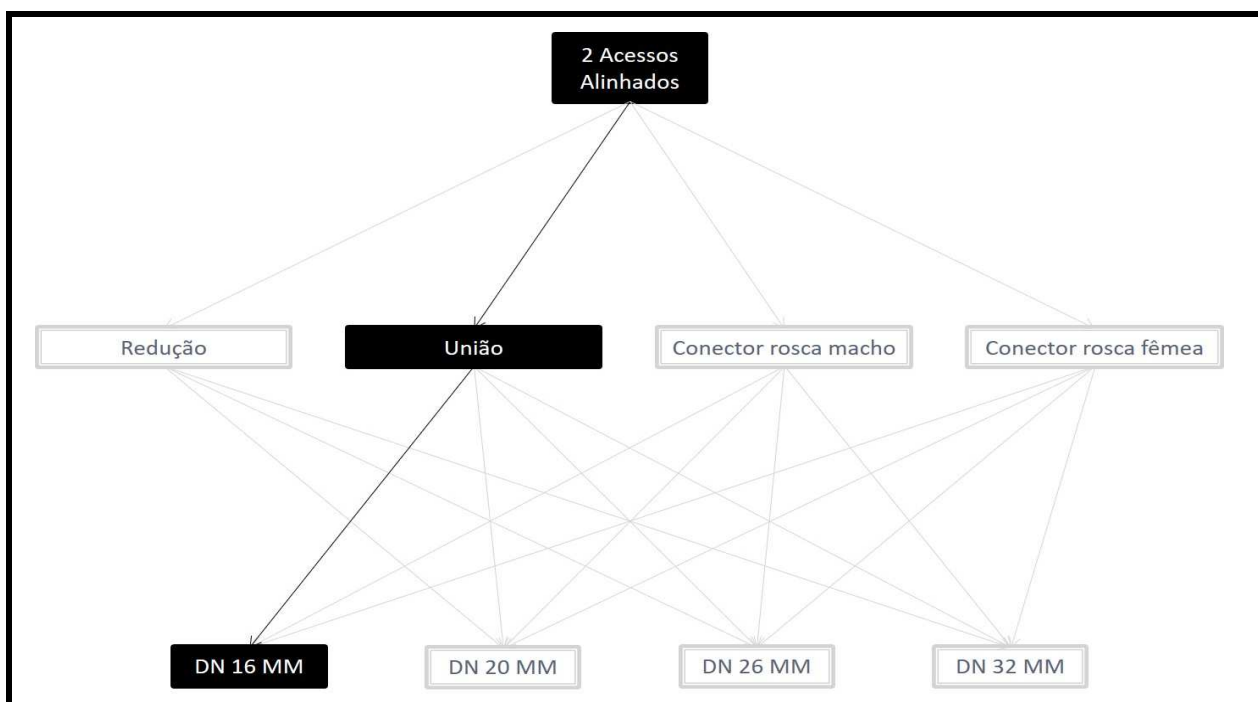 2 Acessos
Alinhados
Redução
União
Conector rosca macho
Conector rosca fêmea
DN 16 MM
DN 20 MM
DN 26 MM
DN 32 MM